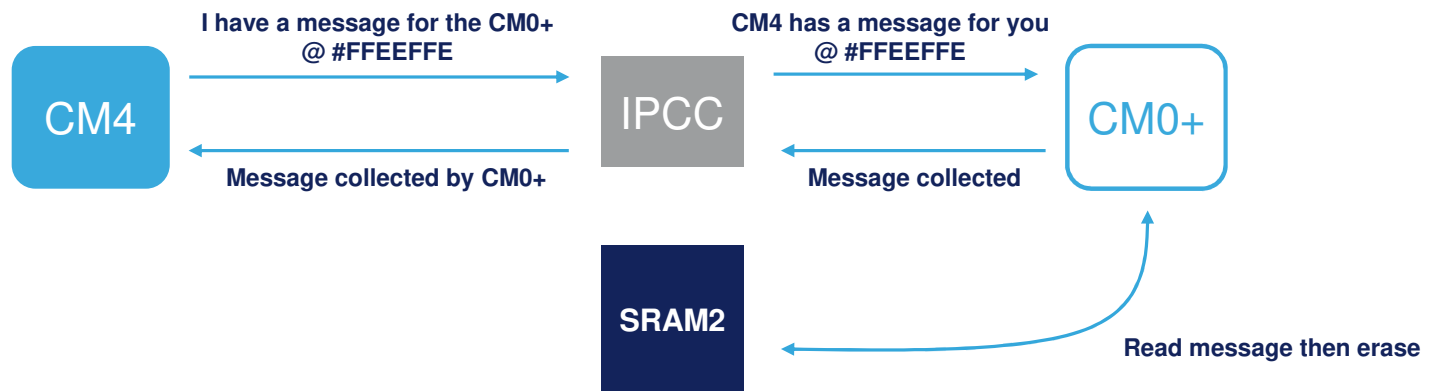 I have a message for the CM0+
@ #FFEEFFE
CM4 has a message for you
@ #FFEEFFE
CM4
IPCC
CM0+
Message collected by CM0+
Message collected
SRAM2
Read message then erase